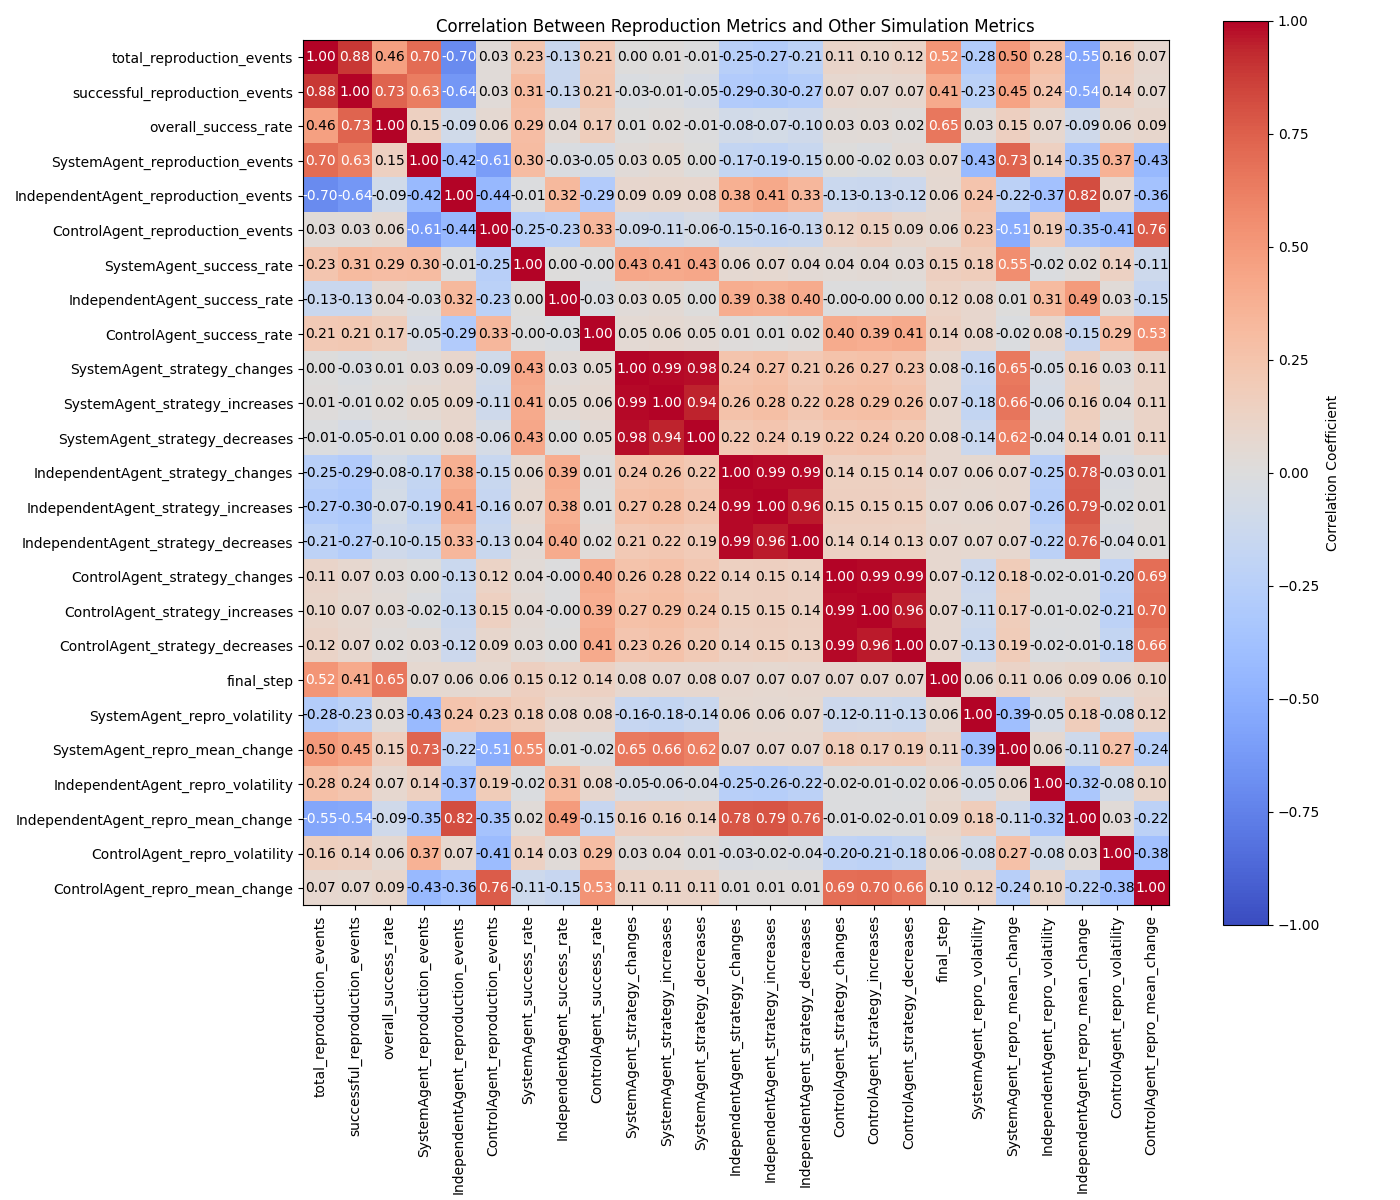 Correlation Between Reproduction Metrics and Other Simulation Metrics
total_reproduction_events 1.00 0.88 0.46 0.70 -0.70 0.03 0.23 -0.13 0.21 0.00 0.01 -0.01 -0.25 -0.27 -0.21 0.11 0.10 0.12 0.52 -0.28 0.50 0.28 -0.55 0.16 0.07
successful_reproduction_events 0.88 1.00 0.73 0.63 -0.64 0.03 0.31 -0.13 0.21 -0.03 -0.01 -0.05 -0.29 -0.30 -0.27 0.07 0.07 0.07 0.41 -0.23 0.45 0.24 -0.54 0.14 0.07
overall_success_rate 0.46 0.73 1.00 0.15 -0.09 0.06 0.29 0.04 0.17 0.01 0.02 -0.01 -0.08 -0.07 -0.10 0.03 0.03 0.02 0.65 0.03 0.15 0.07 -0.09 0.06 0.09
SystemAgent_reproduction_events 0.70 0.63 0.15 1.00 -0.42 -0.61 0.30 -0.03 -0.05 0.03 0.05 0.00 -0.17 -0.19 -0.15 0.00 -0.02 0.03 0.07 -0.43 0.73 0.14 -0.35 0.37 -0.43
IndependentAgent_reproduction_events -0.70 -0.64 -0.09 -0.42 1.00 -0.44 -0.01 0.32 -0.29 0.09 0.09 0.08 0.38 0.41 0.33 -0.13 -0.13 -0.12 0.06 0.24 -0.22 -0.37 0.82 0.07 -0.36
ControlAgent_reproduction_events 0.03 0.03 0.06 -0.61 -0.44 1.00 -0.25 -0.23 0.33 -0.09 -0.11 -0.06 -0.15 -0.16 -0.13 0.12 0.15 0.09 0.06 0.23 -0.51 0.19 -0.35 -0.41 0.76
SystemAgent_success_rate 0.23 0.31 0.29 0.30 -0.01 -0.25 1.00 0.00 -0.00 0.43 0.41 0.43 0.06 0.07 0.04 0.04 0.04 0.03 0.15 0.18 0.55 -0.02 0.02 0.14 -0.11
IndependentAgent_success_rate -0.13 -0.13 0.04 -0.03 0.32 -0.23 0.00 1.00 -0.03 0.03 0.05 0.00 0.39 0.38 0.40 -0.00 -0.00 0.00 0.12 0.08 0.01 0.31 0.49 0.03 -0.15
ControlAgent_success_rate 0.21 0.21 0.17 -0.05 -0.29 0.33 -0.00 -0.03 1.00 0.05 0.06 0.05 0.01 0.01 0.02 0.40 0.39 0.41 0.14 0.08 -0.02 0.08 -0.15 0.29 0.53
SystemAgent_strategy_changes 0.00 -0.03 0.01 0.03 0.09 -0.09 0.43 0.03 0.05 1.00 0.99 0.98 0.24 0.27 0.21 0.26 0.27 0.23 0.08 -0.16 0.65 -0.05 0.16 0.03 0.11
SystemAgent_strategy_increases 0.01 -0.01 0.02 0.05 0.09 -0.11 0.41 0.05 0.06 0.99 1.00 0.94 0.26 0.28 0.22 0.28 0.29 0.26 0.07 -0.18 0.66 -0.06 0.16 0.04 0.11
SystemAgent_strategy_decreases -0.01 -0.05 -0.01 0.00 0.08 -0.06 0.43 0.00 0.05 0.98 0.94 1.00 0.22 0.24 0.19 0.22 0.24 0.20 0.08 -0.14 0.62 -0.04 0.14 0.01 0.11
IndependentAgent_strategy_changes -0.25 -0.29 -0.08 -0.17 0.38 -0.15 0.06 0.39 0.01 0.24 0.26 0.22 1.00 0.99 0.99 0.14 0.15 0.14 0.07 0.06 0.07 -0.25 0.78 -0.03 0.01
IndependentAgent_strategy_increases -0.27 -0.30 -0.07 -0.19 0.41 -0.16 0.07 0.38 0.01 0.27 0.28 0.24 0.99 1.00 0.96 0.15 0.15 0.15 0.07 0.06 0.07 -0.26 0.79 -0.02 0.01
IndependentAgent_strategy_decreases -0.21 -0.27 -0.10 -0.15 0.33 -0.13 0.04 0.40 0.02 0.21 0.22 0.19 0.99 0.96 1.00 0.14 0.14 0.13 0.07 0.07 0.07 -0.22 0.76 -0.04 0.01
ControlAgent_strategy_changes 0.11 0.07 0.03 0.00 -0.13 0.12 0.04 -0.00 0.40 0.26 0.28 0.22 0.14 0.15 0.14 1.00 0.99 0.99 0.07 -0.12 0.18 -0.02 -0.01 -0.20 0.69
ControlAgent_strategy_increases 0.10 0.07 0.03 -0.02 -0.13 0.15 0.04 -0.00 0.39 0.27 0.29 0.24 0.15 0.15 0.14 0.99 1.00 0.96 0.07 -0.11 0.17 -0.01 -0.02 -0.21 0.70
ControlAgent_strategy_decreases 0.12 0.07 0.02 0.03 -0.12 0.09 0.03 0.00 0.41 0.23 0.26 0.20 0.14 0.15 0.13 0.99 0.96 1.00 0.07 -0.13 0.19 -0.02 -0.01 -0.18 0.66
final_step 0.52 0.41 0.65 0.07 0.06 0.06 0.15 0.12 0.14 0.08 0.07 0.08 0.07 0.07 0.07 0.07 0.07 0.07 1.00 0.06 0.11 0.06 0.09 0.06 0.10
SystemAgent_repro_volatility -0.28 -0.23 0.03 -0.43 0.24 0.23 0.18 0.08 0.08 -0.16 -0.18 -0.14 0.06 0.06 0.07 -0.12 -0.11 -0.13 0.06 1.00 -0.39 -0.05 0.18 -0.08 0.12
SystemAgent_repro_mean_change 0.50 0.45 0.15 0.73 -0.22 -0.51 0.55 0.01 -0.02 0.65 0.66 0.62 0.07 0.07 0.07 0.18 0.17 0.19 0.11 -0.39 1.00 0.06 -0.11 0.27 -0.24
IndependentAgent_repro_volatility 0.28 0.24 0.07 0.14 -0.37 0.19 -0.02 0.31 0.08 -0.05 -0.06 -0.04 -0.25 -0.26 -0.22 -0.02 -0.01 -0.02 0.06 -0.05 0.06 1.00 -0.32 -0.08 0.10
IndependentAgent_repro_mean_change -0.55 -0.54 -0.09 -0.35 0.82 -0.35 0.02 0.49 -0.15 0.16 0.16 0.14 0.78 0.79 0.76 -0.01 -0.02 -0.01 0.09 0.18 -0.11 -0.32 1.00 0.03 -0.22
ControlAgent_repro_volatility 0.16 0.14 0.06 0.37 0.07 -0.41 0.14 0.03 0.29 0.03 0.04 0.01 -0.03 -0.02 -0.04 -0.20 -0.21 -0.18 0.06 -0.08 0.27 -0.08 0.03 1.00 -0.38
ControlAgent_repro_mean_change 0.07 0.07 0.09 -0.43 -0.36 0.76 -0.11 -0.15 0.53 0.11 0.11 0.11 0.01 0.01 0.01 0.69 0.70 0.66 0.10 0.12 -0.24 0.10 -0.22 -0.38 1.00
total_reproduction_events
successful_reproduction_events
overall_success_rate
SystemAgent_reproduction_events
IndependentAgent_reproduction_events
ControlAgent_reproduction_events
SystemAgent_success_rate
IndependentAgent_success_rate
ControlAgent_success_rate
SystemAgent_strategy_changes
SystemAgent_strategy_increases
SystemAgent_strategy_decreases
IndependentAgent_strategy_changes
IndependentAgent_strategy_increases
IndependentAgent_strategy_decreases
ControlAgent_strategy_changes
ControlAgent_strategy_increases
ControlAgent_strategy_decreases
final_step
SystemAgent_repro_volatility
SystemAgent_repro_mean_change
IndependentAgent_repro_volatility
IndependentAgent_repro_mean_change
ControlAgent_repro_volatility
ControlAgent_repro_mean_change
1.00
0.75
0.50
0.25
0.00
−0.25
−0.50
−0.75
−1.00
Correlation Coefficient